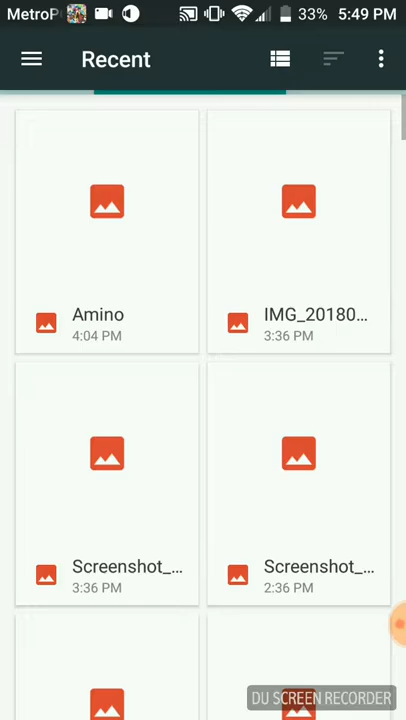 MetroP
33% 5:49 PM
Recent
Amino
4:04 PM
IMG_20180...
3:36 PM
Screenshot_...
3:36 PM
Screenshot_...
2:36 PM
DU SCREEN RECORDER